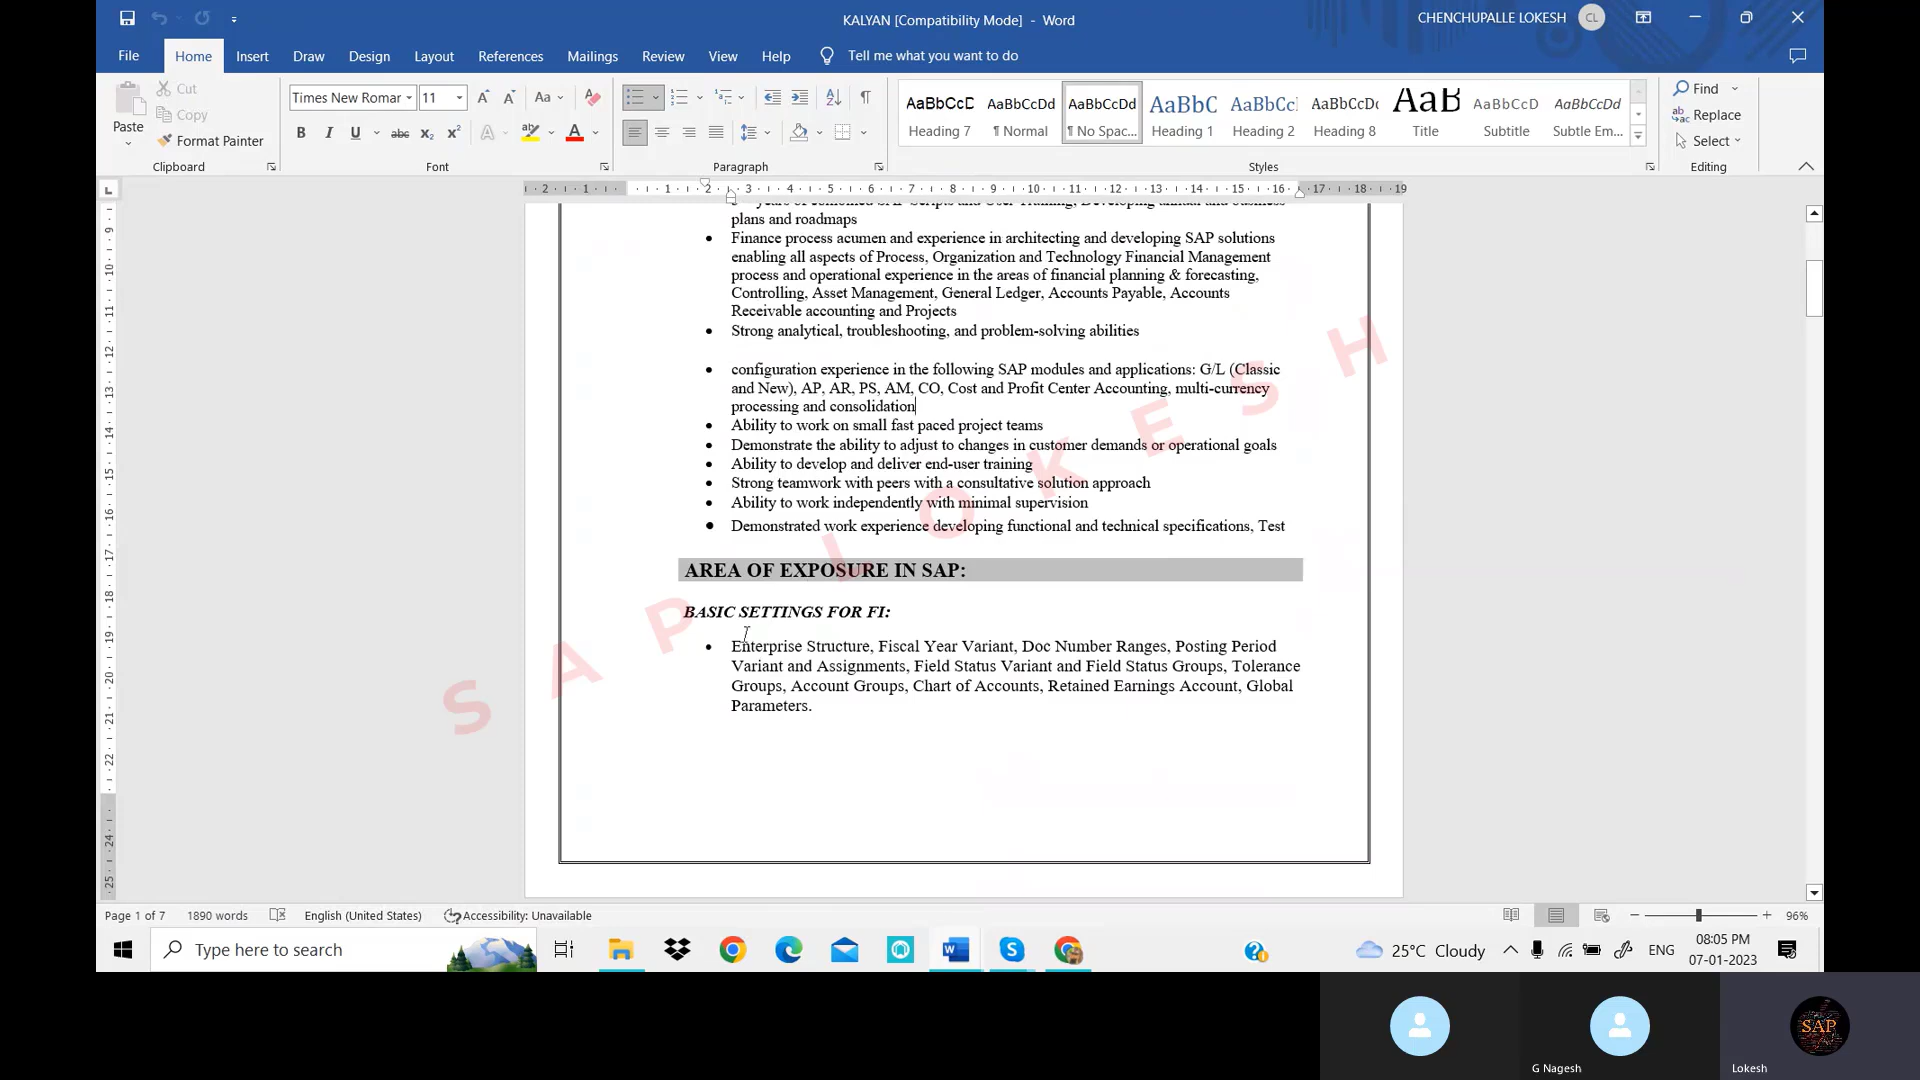 KALYAN [Compatibility Mode] - Word
CHENCHUPALLE LOKESH
CL
File
Home
Insert
Draw
Design
Layout
References
Mailings
Review
View
Help
Tell me what you want to do
Paste
Cut
Copy
Format Painter
Clipboard
Times New Romar
11
Font
Paragraph
AaBbCcD
Heading 7
AaBbCcDd
¶ Normal
AaBbCcDd
¶ No Spac...
AaBbC
Heading 1
AaBbCc
Heading 2
AaBbCcDc
Heading 8
AaB
Title
AaBbCcD
Subtitle
AaBbCcDd
Subtle Em...
Styles
Find
Replace
Select
Editing
years of combined SAP Scripts and User Training, Developing annual and business
plans and roadmaps
• Finance process acumen and experience in architecting and developing SAP solutions
enabling all aspects of Process, Organization and Technology Financial Management
process and operational experience in the areas of financial planning & forecasting,
Controlling, Asset Management, General Ledger, Accounts Payable, Accounts
Receivable accounting and Projects
• Strong analytical, troubleshooting, and problem-solving abilities
• configuration experience in the following SAP modules and applications: G/L (Classic
and New), AP, AR, PS, AM, CO, Cost and Profit Center Accounting, multi-currency
processing and consolidation
• Ability to work on small fast paced project teams
• Demonstrate the ability to adjust to changes in customer demands or operational goals
• Ability to develop and deliver end-user training
• Strong teamwork with peers with a consultative solution approach
• Ability to work independently with minimal supervision
• Demonstrated work experience developing functional and technical specifications, Test
AREA OF EXPOSURE IN SAP:
BASIC SETTINGS FOR FI:
• Enterprise Structure, Fiscal Year Variant, Doc Number Ranges, Posting Period
Variant and Assignments, Field Status Variant and Field Status Groups, Tolerance
Groups, Account Groups, Chart of Accounts, Retained Earnings Account, Global
Parameters.
SAP LOKESH
Page 1 of 7
1890 words
English (United States)
Accessibility: Unavailable
96%
Type here to search
25°C Cloudy
ENG
08:05 PM
07-01-2023
G Nagesh
SAP
Lokesh